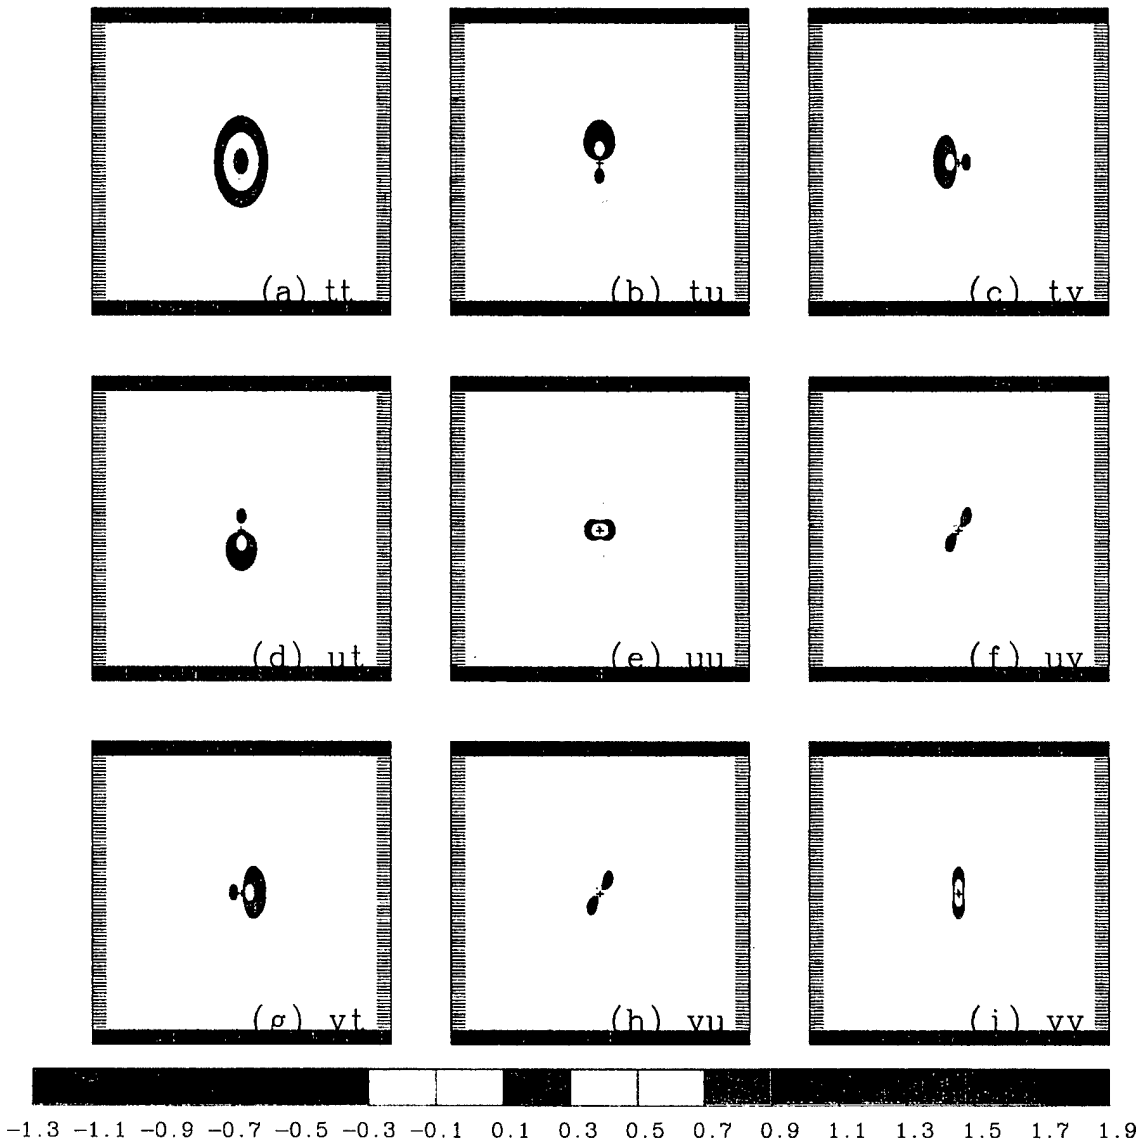 (a) tt
(b) tu
(c) tv
(d) ut
(e) uu
(f) uv
(g) vt
(h) vu
(i) vv
-1.3 -1.1 -0.9 -0.7 -0.5 -0.3 -0.1 0.1 0.3 0.5 0.7 0.9 1.1 1.3 1.5 1.7 1.9